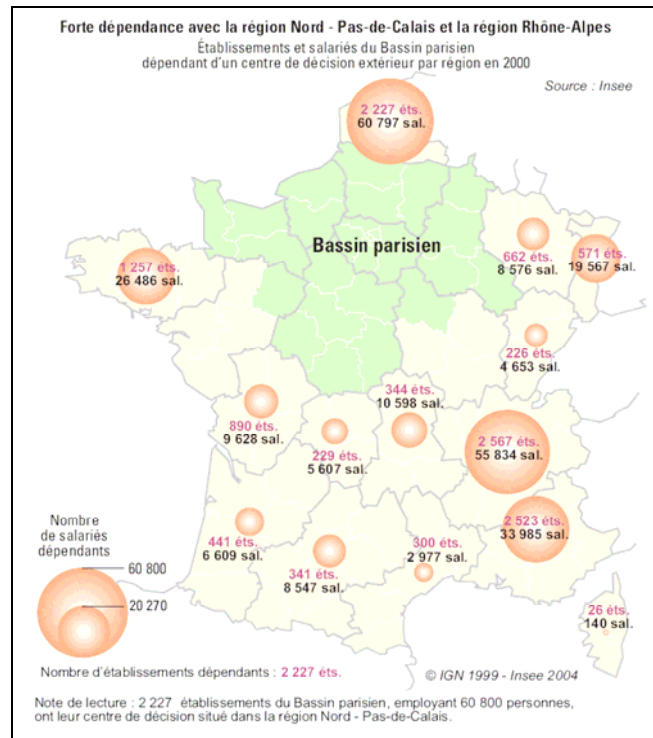 Forte dépendance avec la région Nord - Pas-de-Calais et la région Rhône-Alpes
Établissements et salariés du Bassin parisien
dépendant d'un centre de décision extérieur par région en 2000
Source : Insee
2 227 éts.
60 797 sal.
Bassin parisien
662 éts.
8 576 sal.
571 éts.
19 567 sal.
1 257 éts.
26 486 sal.
226 éts.
4 653 sal.
344 éts.
10 598 sal.
890 éts.
9 628 sal.
229 éts.
5 607 sal.
2 567 éts.
55 834 sal.
2 523 éts.
33 985 sal.
441 éts.
6 609 sal.
341 éts.
8 547 sal.
300 éts.
2 977 sal.
26 éts.
140 sal.
Nombre
de salariés
dépendants
60 800
20 270
Nombre d'établissements dépendants : 2 227 éts.
© IGN 1999 - Insee 2004
Note de lecture : 2 227 établissements du Bassin parisien, employant 60 800 personnes,
ont leur centre de décision situé dans la région Nord - Pas-de-Calais.